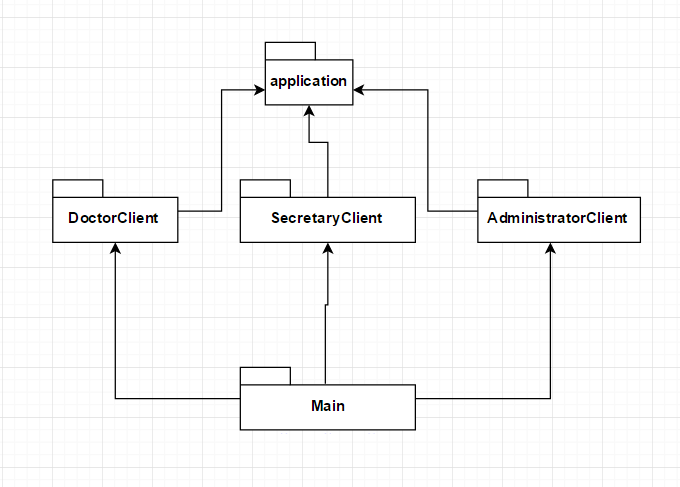 application
DoctorClient
SecretaryClient
AdministratorClient
Main